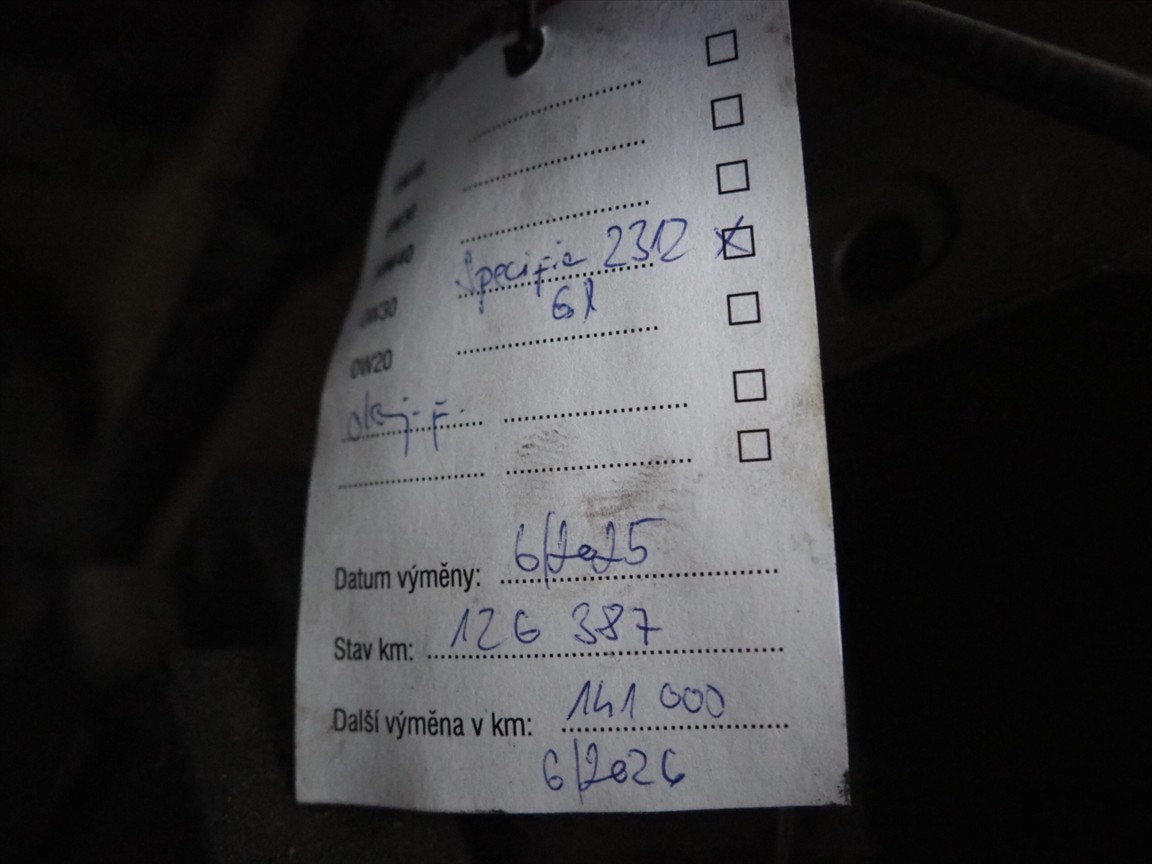 0W30 Specific 2312 X
6l
0W20
olej. F.
Datum výměny: 6/2025
Stav km: 126 387
Další výměna v km: 141 000
6/2026